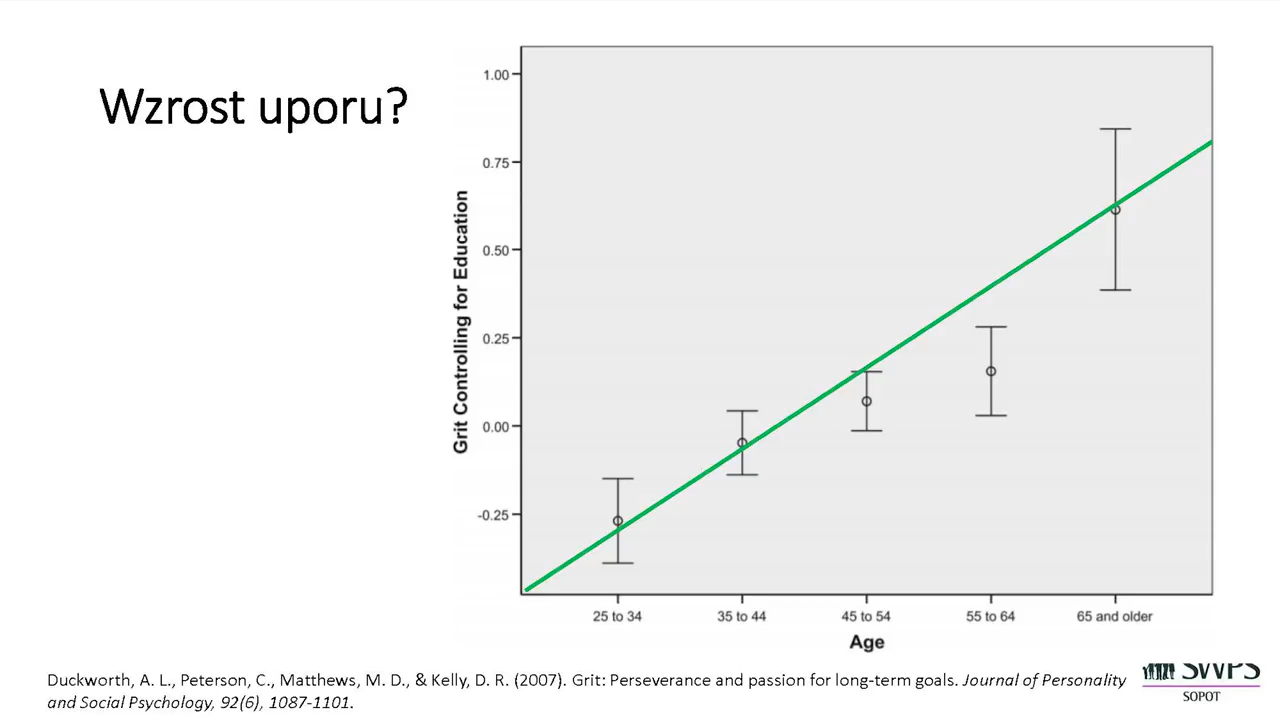 Wzrost uporu?
1.00
0.75
0.50
0.25
0.00
-0.25
Grit Controlling for Education
25 to 34
35 to 44
45 to 54
55 to 64
65 and older
Age
Duckworth, A. L., Peterson, C., Matthews, M. D., & Kelly, D. R. (2007). Grit: Perseverance and passion for long-term goals. Journal of Personality
and Social Psychology, 92(6), 1087-1101.
SWPS
SOPOT